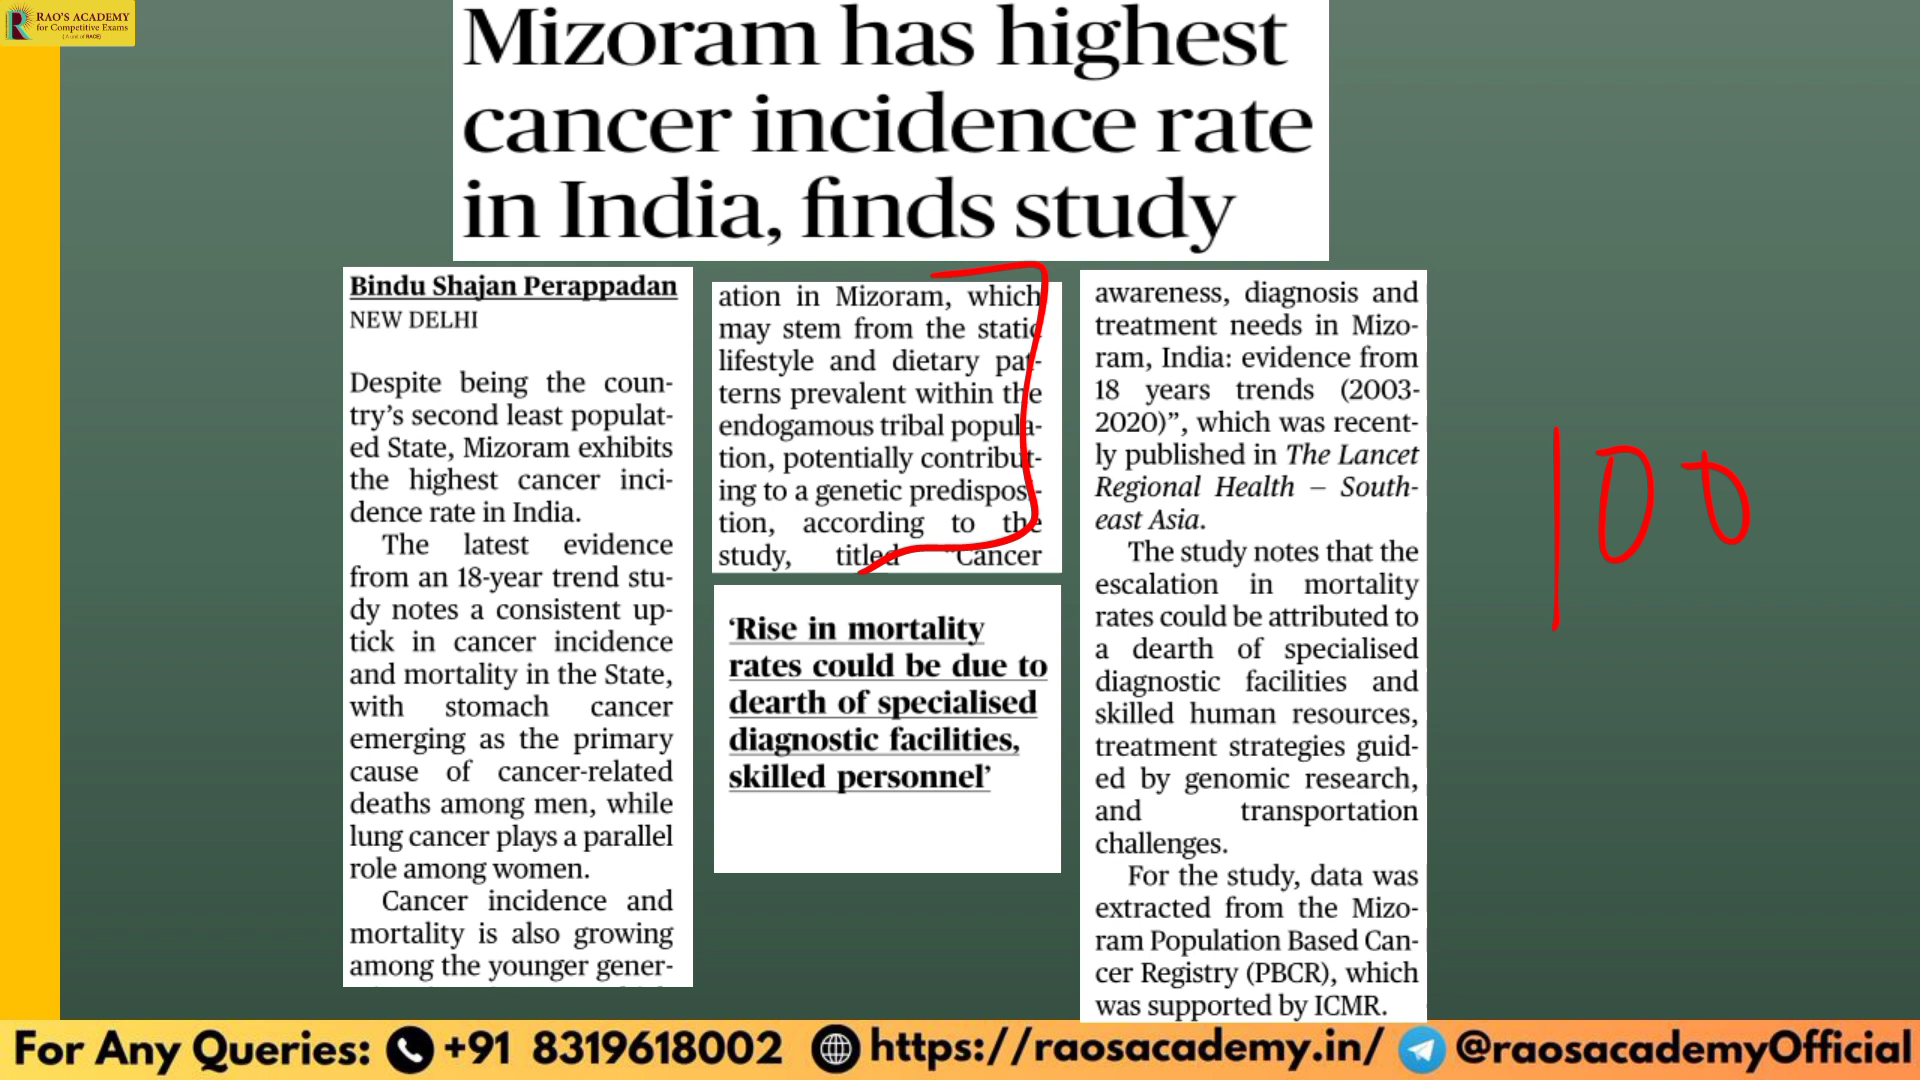 RAO'S ACADEMY
for Competitive Exams
(A unit of RACE)
Mizoram has highest
cancer incidence rate
in India, finds study
Bindu Shajan Perappadan
NEW DELHI
Despite being the coun-
try's second least populat-
ed State, Mizoram exhibits
the highest cancer inci-
dence rate in India.
The latest evidence
from an 18-year trend stu-
dy notes a consistent up-
tick in cancer incidence
and mortality in the State,
with stomach cancer
emerging as the primary
cause of cancer-related
deaths among men, while
lung cancer plays a parallel
role among women.
Cancer incidence and
mortality is also growing
among the younger gener-
ation in Mizoram, which
may stem from the static
lifestyle and dietary pat-
terns prevalent within the
endogamous tribal popula-
tion, potentially contribut-
ing to a genetic predisposi-
tion, according to the
study, titled "Cancer
'Rise in mortality
rates could be due to
dearth of specialised
diagnostic facilities,
skilled personnel'
awareness, diagnosis and
treatment needs in Mizo-
ram, India: evidence from
18 years trends (2003-
2020)", which was recent-
ly published in The Lancet
Regional Health – South-
east Asia.
The study notes that the
escalation in mortality
rates could be attributed to
a dearth of specialised
diagnostic facilities and
skilled human resources,
treatment strategies guid-
ed by genomic research,
and transportation
challenges.
For the study, data was
extracted from the Mizo-
ram Population Based Can-
cer Registry (PBCR), which
was supported by ICMR.
100
For Any Queries: +91 8319618002 https://raosacademy.in/ @raosacademyOfficial